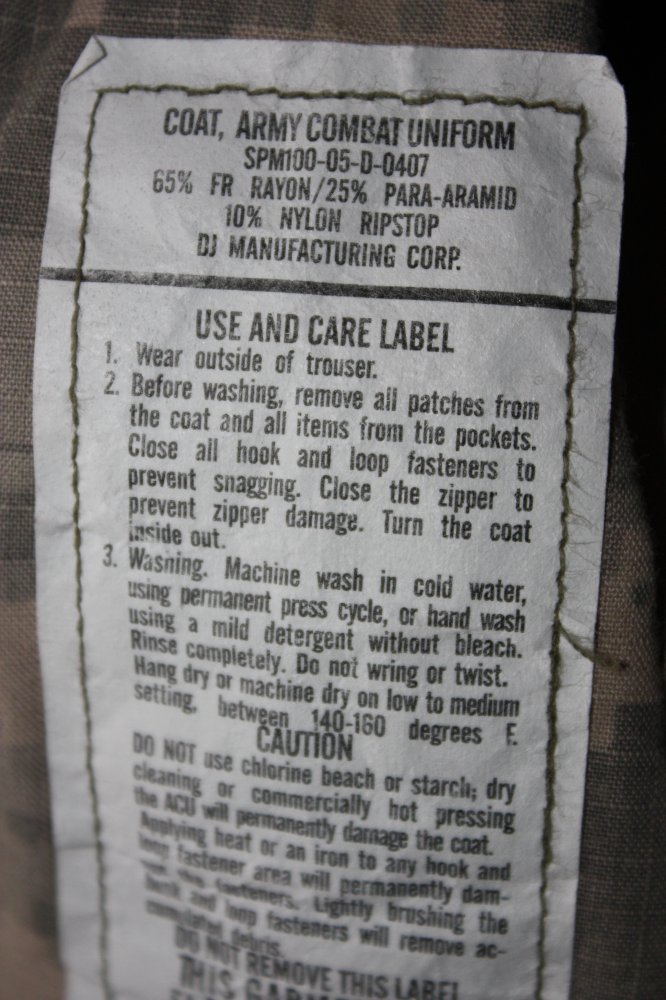 COAT, ARMY COMBAT UNIFORM
SPM100-05-D-0407
65% FR RAYON/25% PARA-ARAMID
10% NYLON RIPSTOP
DJ MANUFACTURING CORP.
USE AND CARE LABEL
1. Wear outside of trouser.
2. Before washing, remove all patches from
the coat and all items from the pockets.
Close all hook and loop fasteners to
prevent snagging. Close the zipper to
prevent zipper damage. Turn the coat
inside out.
3. Washing. Machine wash in cold water,
using permanent press cycle, or hand wash
using a mild detergent without bleach.
Rinse completely. Do not wring or twist.
Hang dry or machine dry on low to medium
setting, between 140-160 degrees F.
CAUTION
DO NOT use chlorine beach or starch; dry
cleaning or commercially hot pressing
the ACU will permanently damage the coat.
Applying heat or an iron to any hook and
loop fastener area will permanently dam-
fasteners. Lightly brushing the
hook and loop fasteners will remove ac-
cumulated debris.
DO NOT REMOVE THIS LABEL
THIS